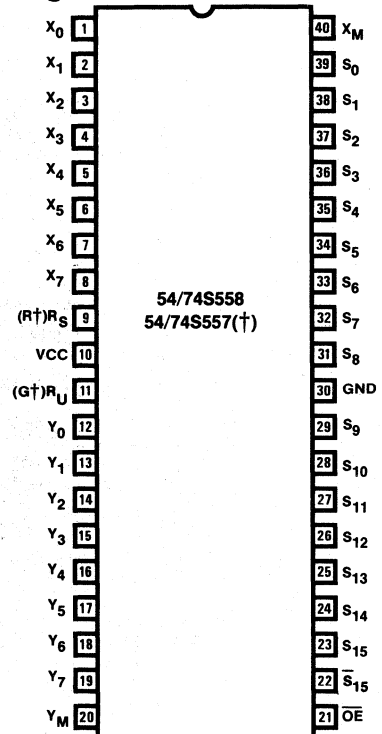 X0 1 40 XM
X1 2 39 S0
X2 3 38 S1
X3 4 37 S2
X4 5 36 S3
X5 6 35 S4
X6 7 34 S5
X7 8 33 S6
54/74S558
(R†)RS 9 54/74S557(†) 32 S7
VCC 10 31 S8
(G†)RU 11 30 GND
Y0 12 29 S9
Y1 13 28 S10
Y2 14 27 S11
Y3 15 26 S12
Y4 16 25 S13
Y5 17 24 S14
Y6 18 23 S15
Y7 19 22 S̅15
YM 20 21 O̅E̅